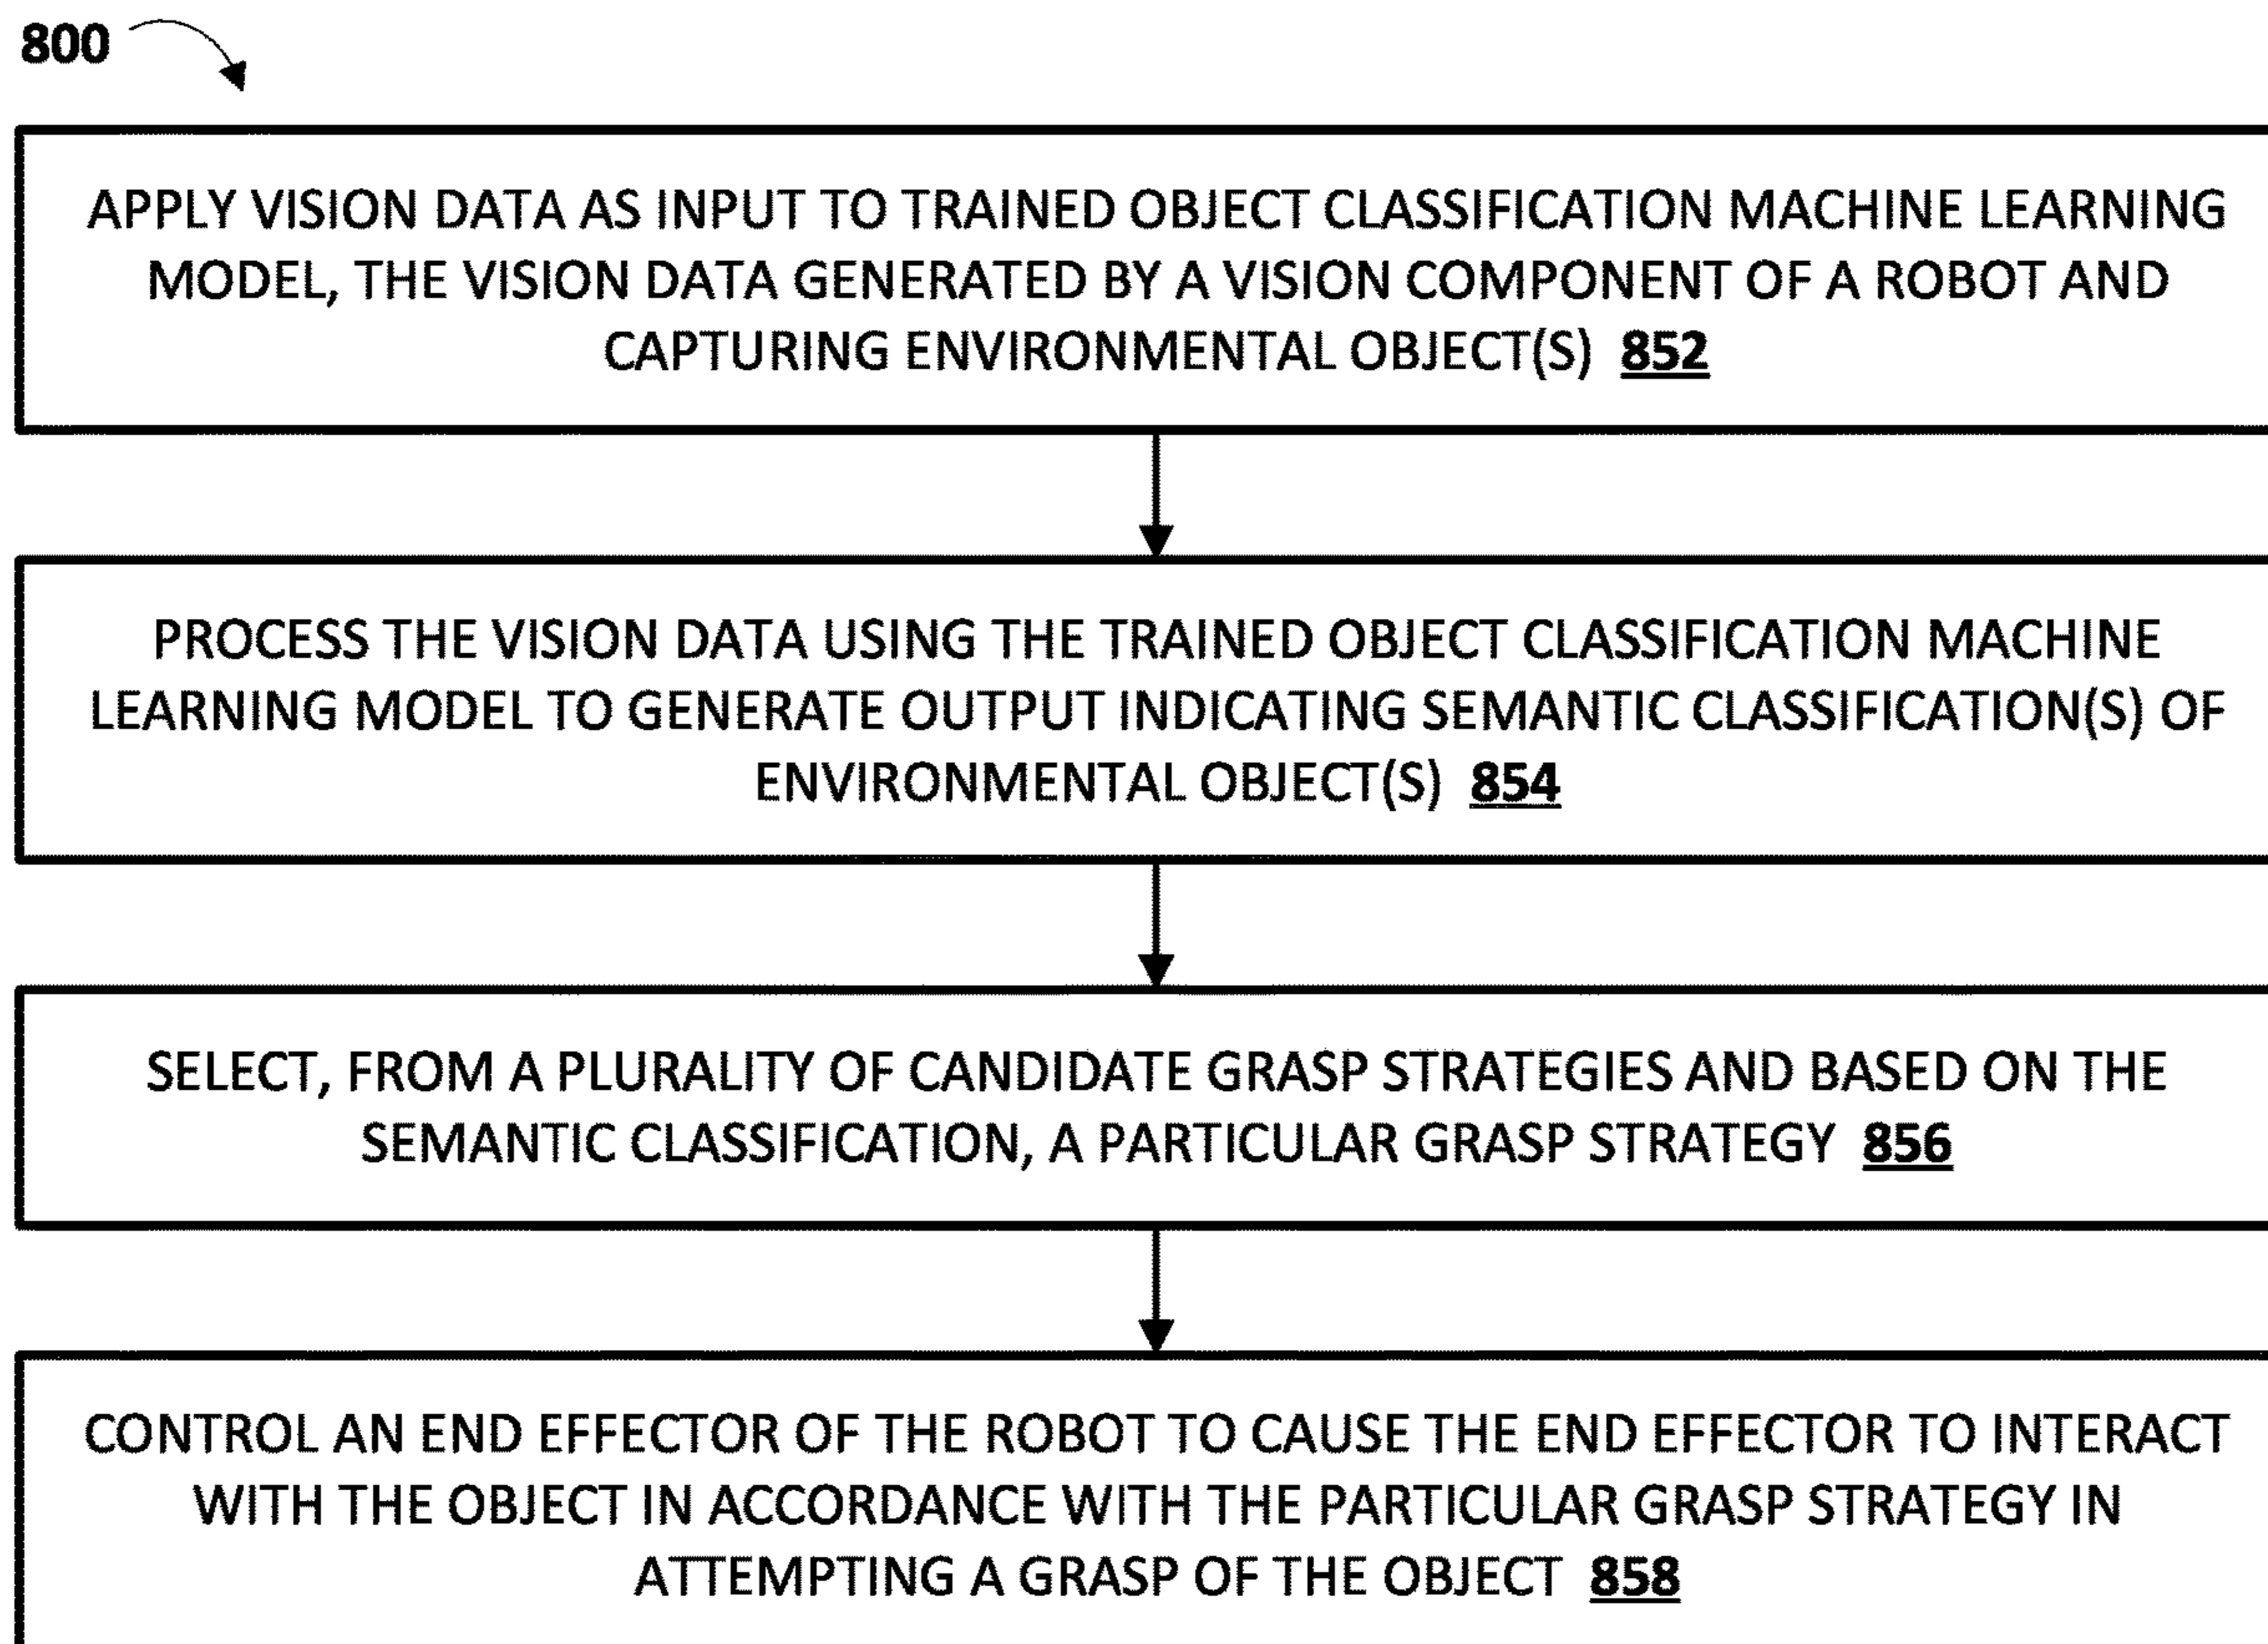 800
APPLY VISION DATA AS INPUT TO TRAINED OBJECT CLASSIFICATION MACHINE LEARNING
MODEL, THE VISION DATA GENERATED BY A VISION COMPONENT OF A ROBOT AND
CAPTURING ENVIRONMENTAL OBJECT(S) 852
PROCESS THE VISION DATA USING THE TRAINED OBJECT CLASSIFICATION MACHINE
LEARNING MODEL TO GENERATE OUTPUT INDICATING SEMANTIC CLASSIFICATION(S) OF
ENVIRONMENTAL OBJECT(S) 854
SELECT, FROM A PLURALITY OF CANDIDATE GRASP STRATEGIES AND BASED ON THE
SEMANTIC CLASSIFICATION, A PARTICULAR GRASP STRATEGY 856
CONTROL AN END EFFECTOR OF THE ROBOT TO CAUSE THE END EFFECTOR TO INTERACT
WITH THE OBJECT IN ACCORDANCE WITH THE PARTICULAR GRASP STRATEGY IN
ATTEMPTING A GRASP OF THE OBJECT 858